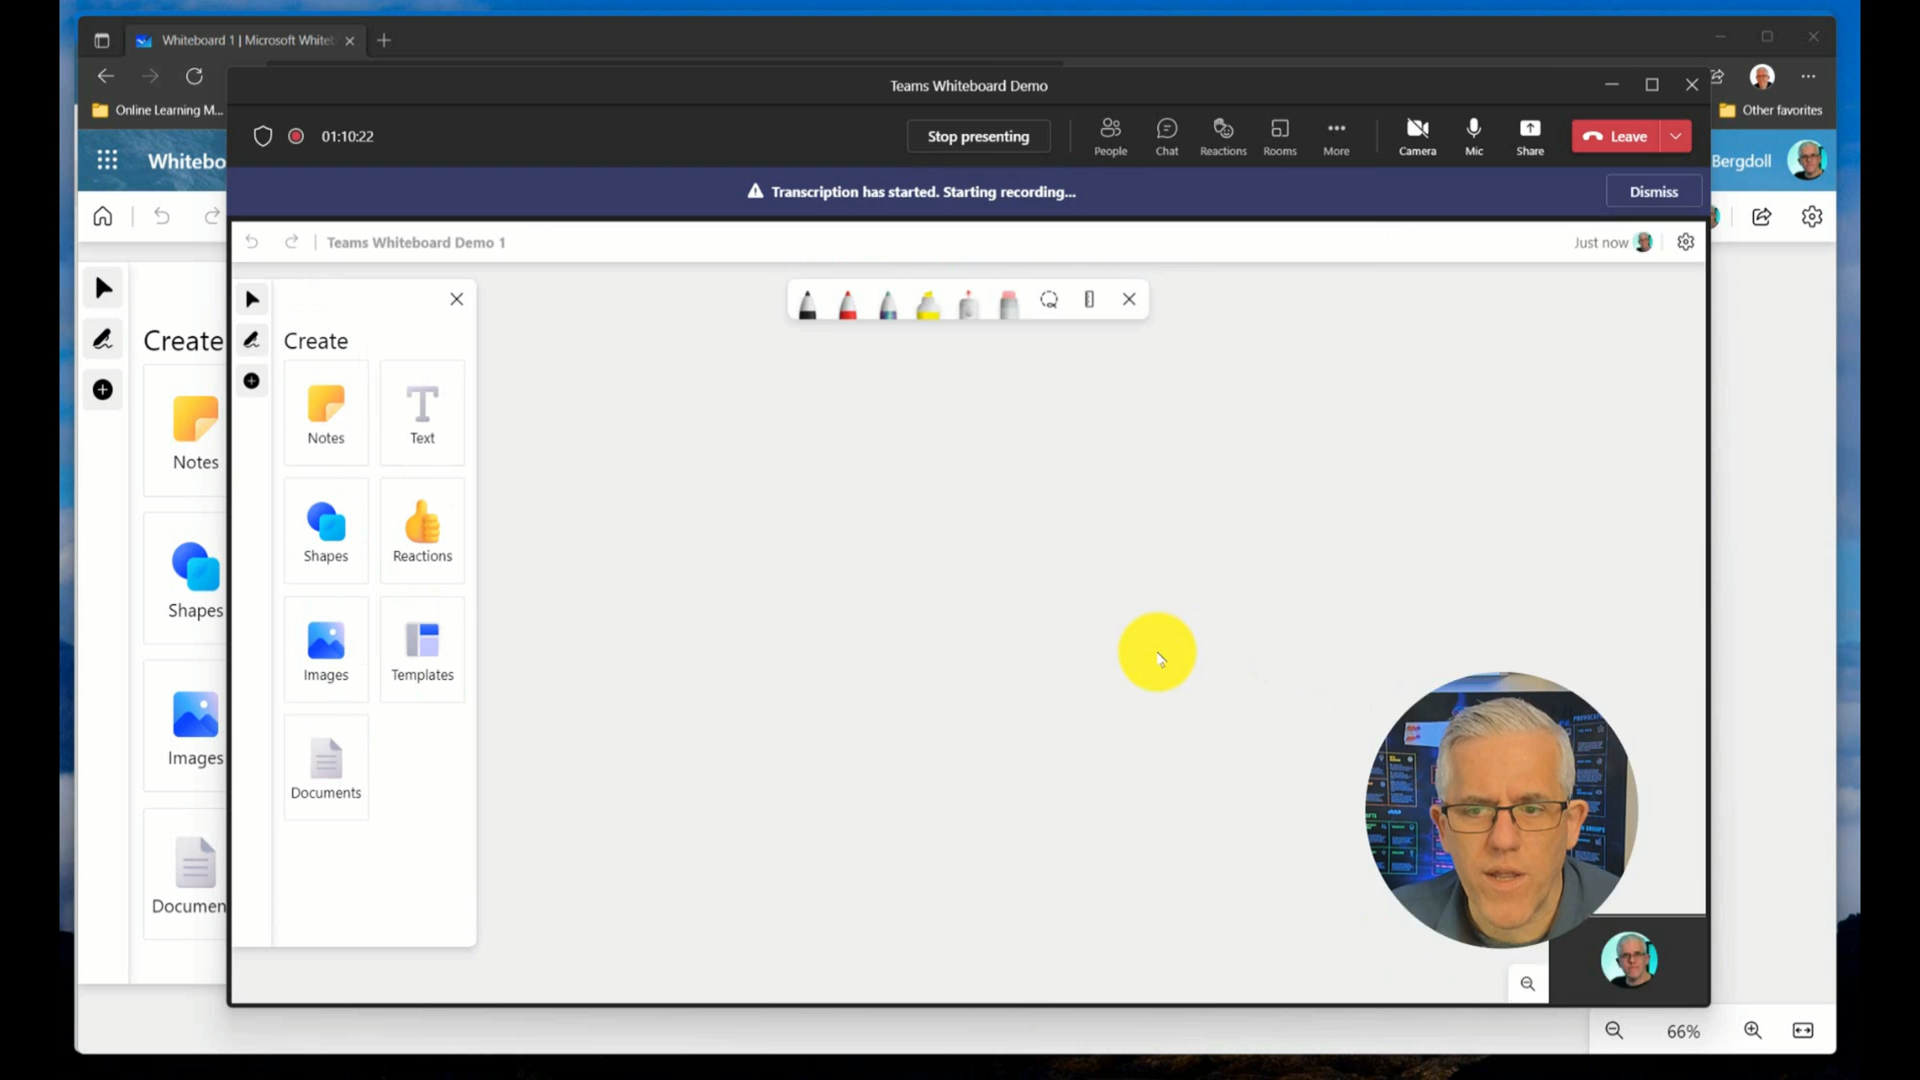 Whiteboard 1 | Microsoft Whiteb
Online Learning M...
Other favorites
Whitebo
Bergdoll
Teams Whiteboard Demo
01:10:22
Stop presenting
People
Chat
Reactions
Rooms
More
Camera
Mic
Share
Leave
Transcription has started. Starting recording...
Dismiss
Teams Whiteboard Demo 1
Just now
Create
Notes
Shapes
Images
Documen
Create
Notes
Text
Shapes
Reactions
Images
Templates
Documents
66%